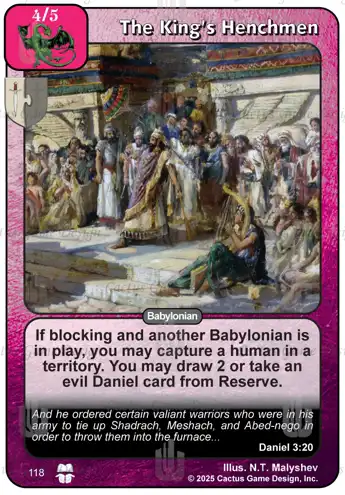 4/5
The King's Henchmen
Babylonian
If blocking and another Babylonian is
in play, you may capture a human in a
territory. You may draw 2 or take an
evil Daniel card from Reserve.
And he ordered certain valiant warriors who were in his
army to tie up Shadrach, Meshach, and Abed-nego in
order to throw them into the furnace...
Daniel 3:20
118
Illus. N.T. Malyshev
© 2025 Cactus Game Design, Inc.